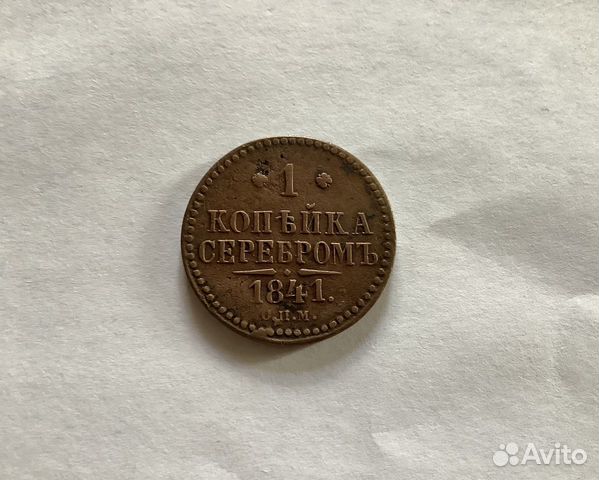 1
КОПѢЙКА
СЕРЕБРОМЪ
1841.
С.П.М.
Avito